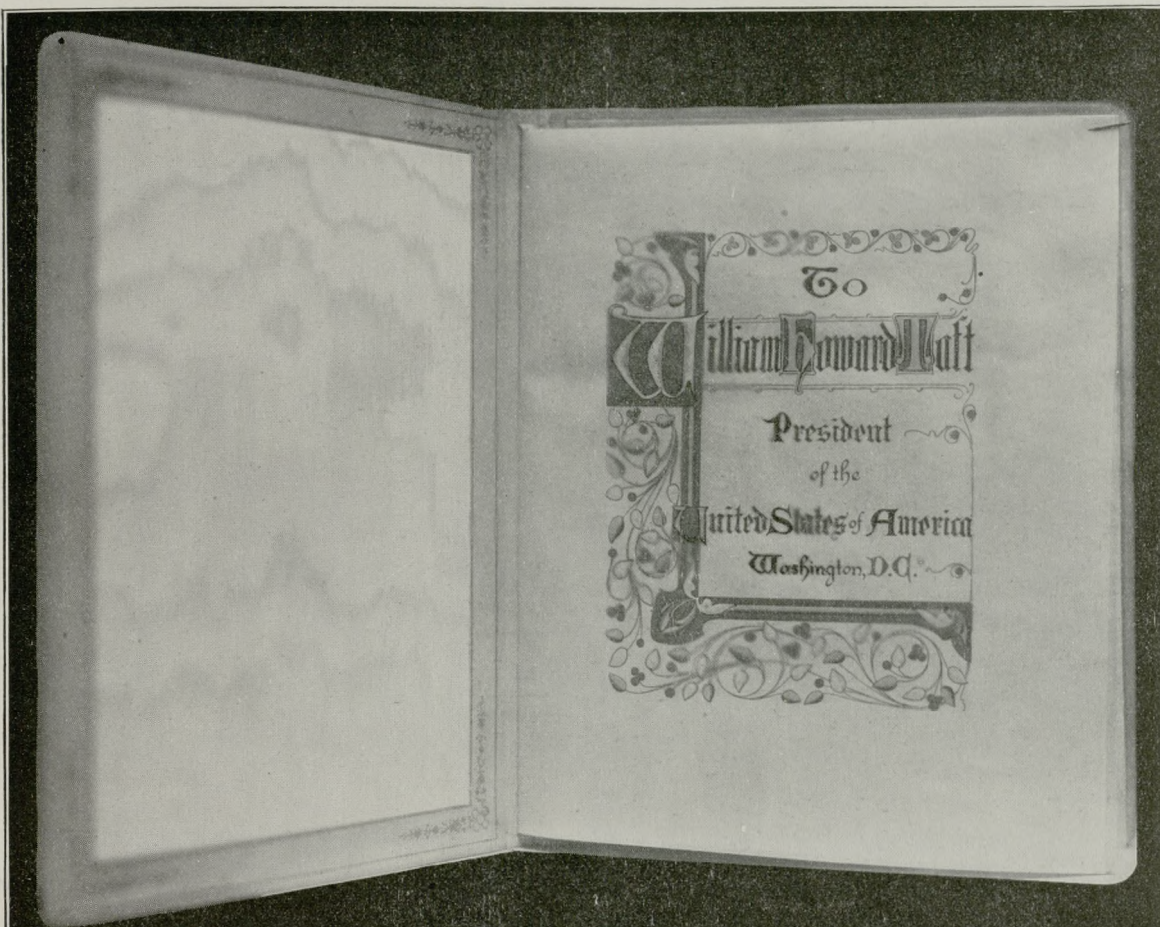 To
William Howard Taft
President
of the
United States of America
Washington, D.C.